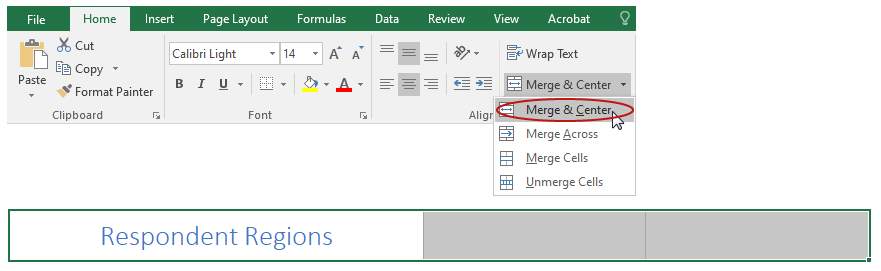 File Home Insert Page Layout Formulas Data Review View Acrobat
Cut
Copy
Format Painter
Paste
Clipboard
Calibri Light 14 A A
B I U A
Font
Wrap Text
Merge & Center
Align
Merge & Center
Merge Across
Merge Cells
Unmerge Cells
Respondent Regions